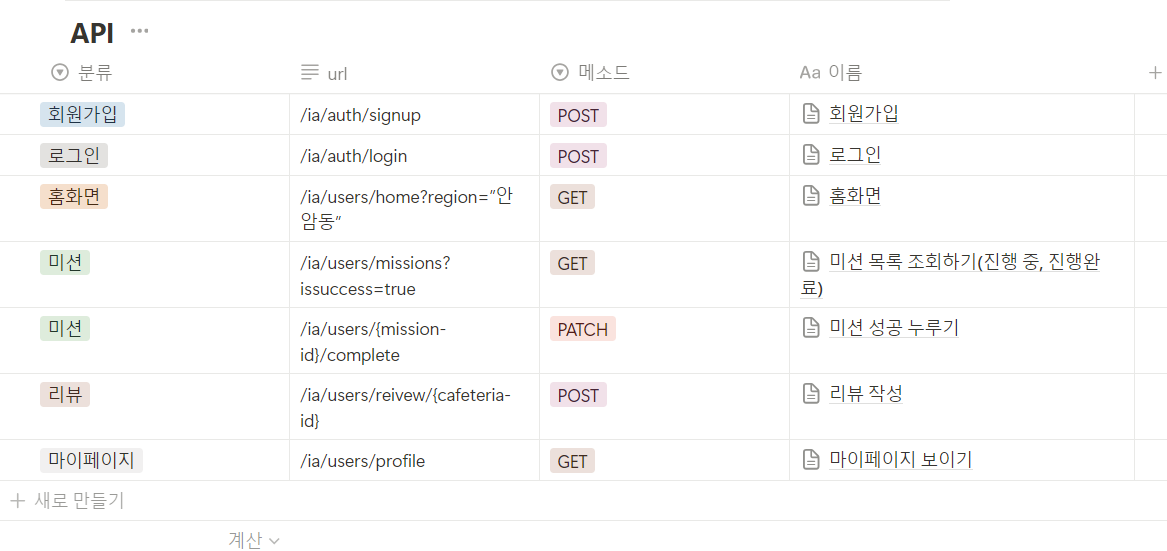 API ...
분류 url 메소드 Aa 이름
회원가입 /ia/auth/signup POST 회원가입
로그인 /ia/auth/login POST 로그인
홈화면 /ia/users/home?region="안 GET 홈화면
암동"
미션 /ia/users/missions? GET 미션 목록 조회하기(진행 중, 진행완
issuccess=true 료)
미션 /ia/users/{mission- PATCH 미션 성공 누루기
id}/complete
리뷰 /ia/users/reivew/{cafeteria- POST 리뷰 작성
id}
마이페이지 /ia/users/profile GET 마이페이지 보이기
+ 새로 만들기
계산